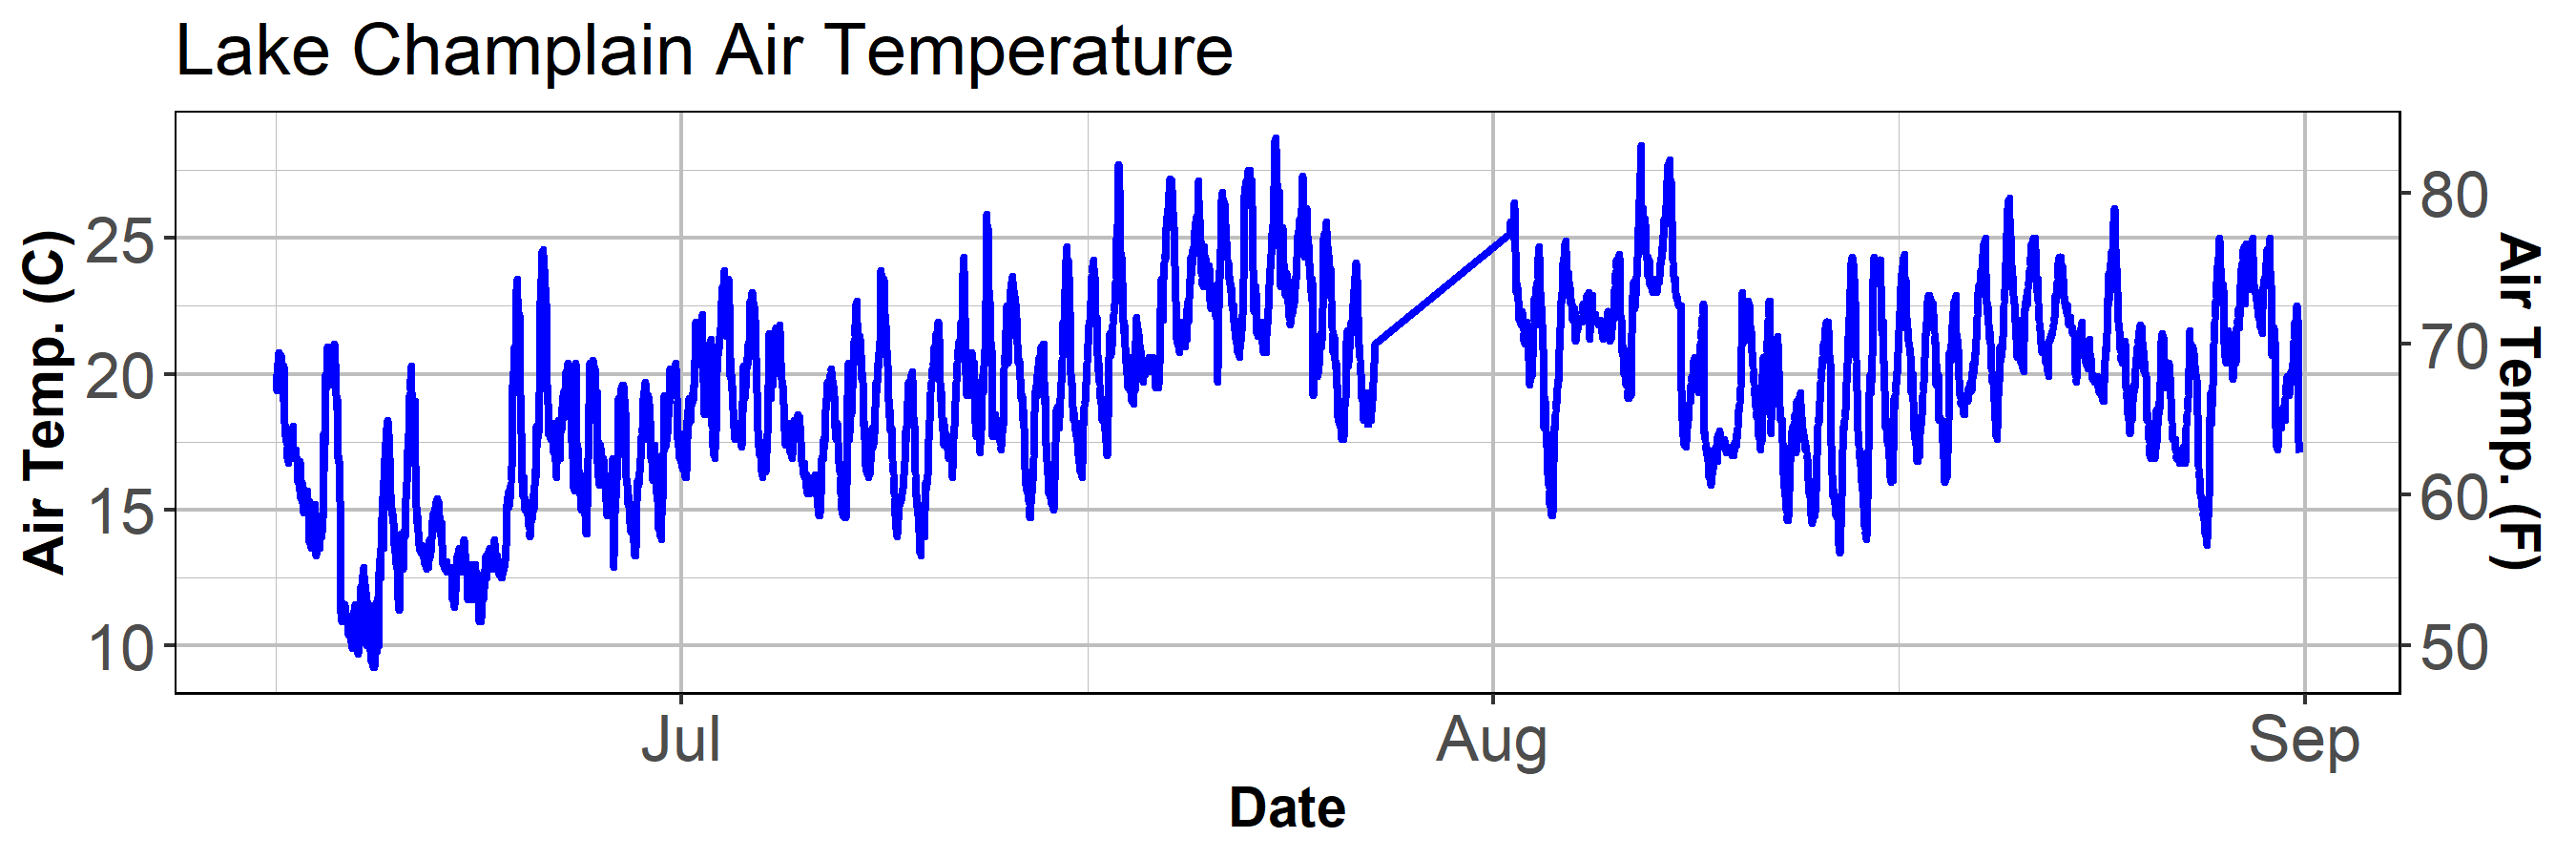 Lake Champlain Air Temperature
Air Temp. (C)
25
20
15
10
80
70
60
50
Air Temp. (F)
Jul
Aug
Sep
Date